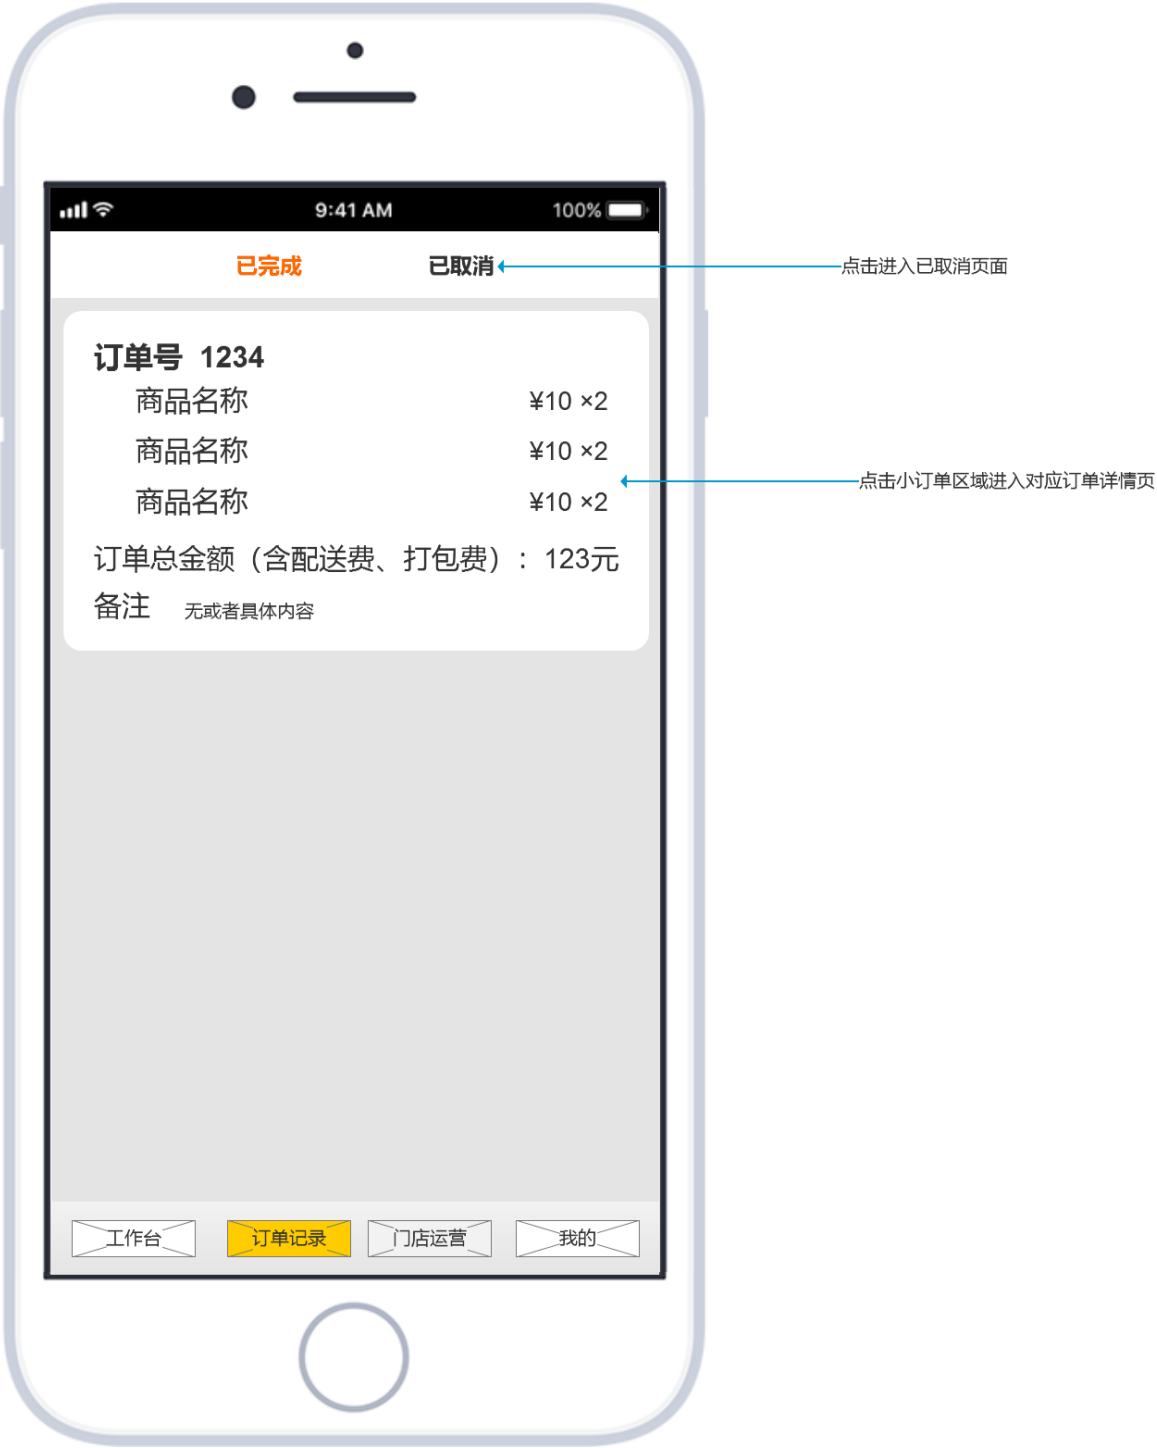 9:41 AM 100%
已完成 已取消 点击进入已取消页面
订单号 1234
商品名称 ¥10 ×2
商品名称 ¥10 ×2
点击小订单区域进入对应订单详情页
商品名称 ¥10 ×2
订单总金额（含配送费、打包费）：123元
备注 无或者具体内容
工作台 订单记录 门店运营 我的